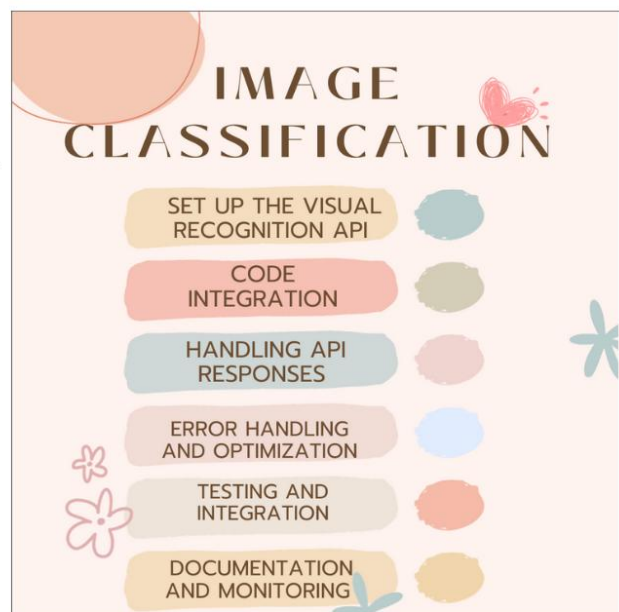 IMAGE
CLASSIFICATION
SET UP THE VISUAL
RECOGNITION API
CODE
INTEGRATION
HANDLING API
RESPONSES
ERROR HANDLING
AND OPTIMIZATION
TESTING AND
INTEGRATION
DOCUMENTATION
AND MONITORING